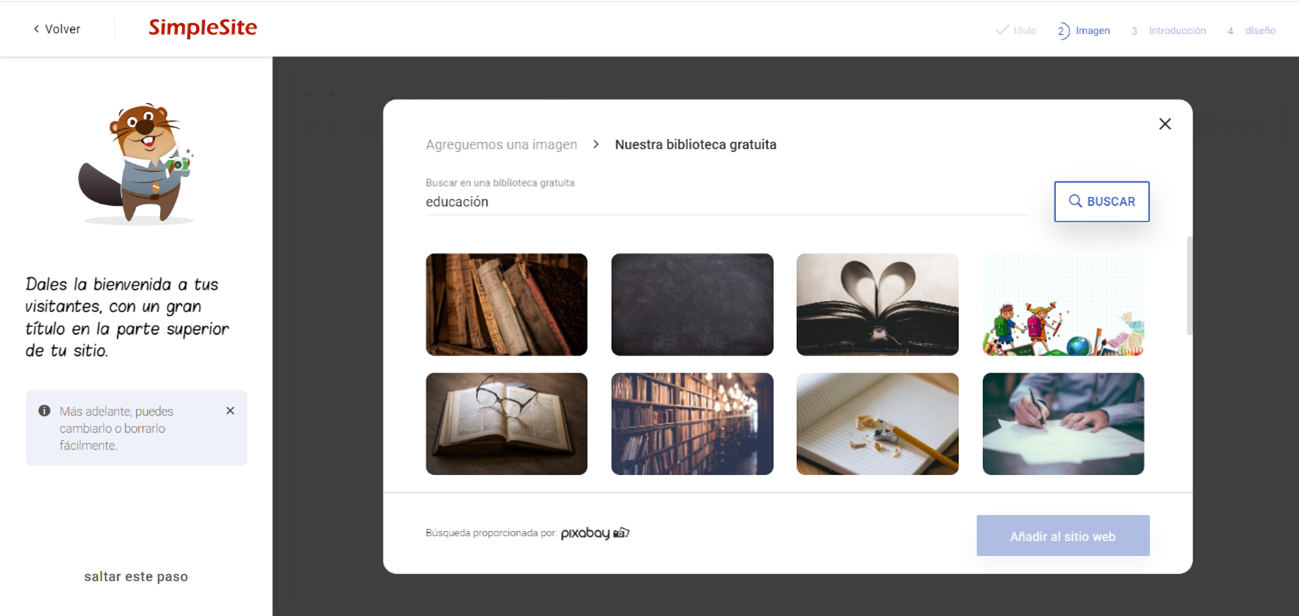 Volver
SimpleSite
título
2 Imagen
3 Introducción
4 diseño
Dales la bienvenida a tus
visitantes, con un gran
título en la parte superior
de tu sitio.
Más adelante, puedes
cambiarlo o borrarlo
fácilmente.
saltar este paso
Agreguemos una imagen > Nuestra biblioteca gratuita
Buscar en una biblioteca gratuita
educación
BUSCAR
Búsqueda proporcionada por: pixabay
Añadir al sitio web